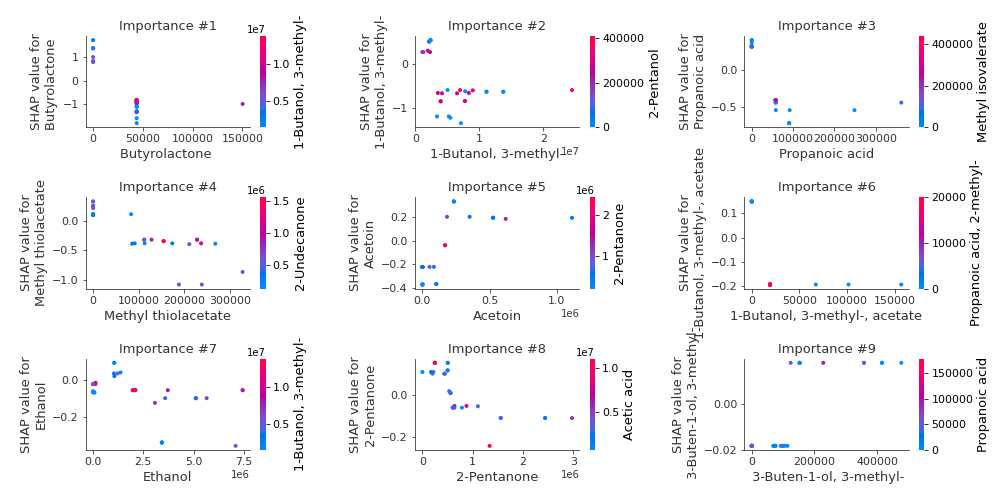 Importance #1
1e7
SHAP value for
Butyrolactone
1
0
−1
0
50000
100000
150000
Butyrolactone
1.0
0.5
1-Butanol, 3-methyl-
Importance #2
SHAP value for
1-Butanol, 3-methyl-
0
−1
0
1
2
1e7
1-Butanol, 3-methyl-
400000
200000
0
2-Pentanol
Importance #3
SHAP value for
Propanoic acid
0.0
−0.5
0
100000
200000
300000
Propanoic acid
400000
200000
0
Methyl isovalerate
Importance #4
1e6
SHAP value for
Methyl thiolacetate
0.0
−0.5
−1.0
0
100000
200000
300000
Methyl thiolacetate
1.5
1.0
0.5
2-Undecanone
Importance #5
1e6
SHAP value for
Acetoin
0.2
0.0
−0.2
−0.4
0.0
0.5
1.0
1e6
Acetoin
2
1
2-Pentanone
Importance #6
SHAP value for
1-Butanol, 3-methyl-, acetate
0.1
0.0
−0.1
−0.2
0
50000
100000
150000
1-Butanol, 3-methyl-, acetate
20000
10000
0
Propanoic acid, 2-methyl-
Importance #7
1e7
SHAP value for
Ethanol
0.0
−0.2
0.0
2.5
5.0
7.5
1e6
Ethanol
1.0
0.5
1-Butanol, 3-methyl-
Importance #8
1e7
SHAP value for
2-Pentanone
0.0
−0.2
0
1
2
3
1e6
2-Pentanone
1.0
0.5
Acetic acid
Importance #9
SHAP value for
3-Buten-1-ol, 3-methyl-
0.00
−0.02
0
200000
400000
3-Buten-1-ol, 3-methyl-
150000
100000
50000
0
Methyl isovalerate